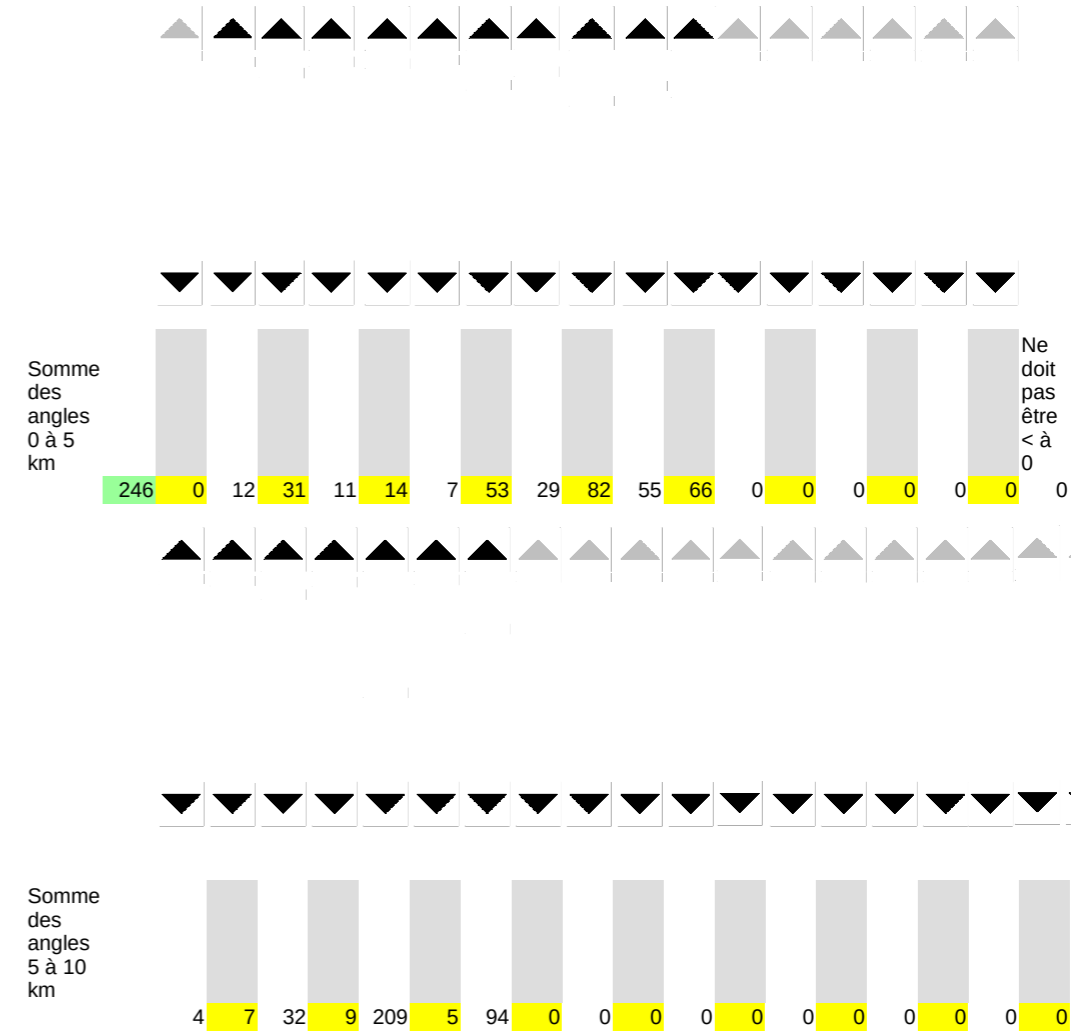 Somme
des
angles
0 à 5
km
Ne
doit
pas
être
< à
0
246 0 12 31 11 14 7 53 29 82 55 66 0 0 0 0 0 0 0
Somme
des
angles
5 à 10
km
4 7 32 9 209 5 94 0 0 0 0 0 0 0 0 0 0 0